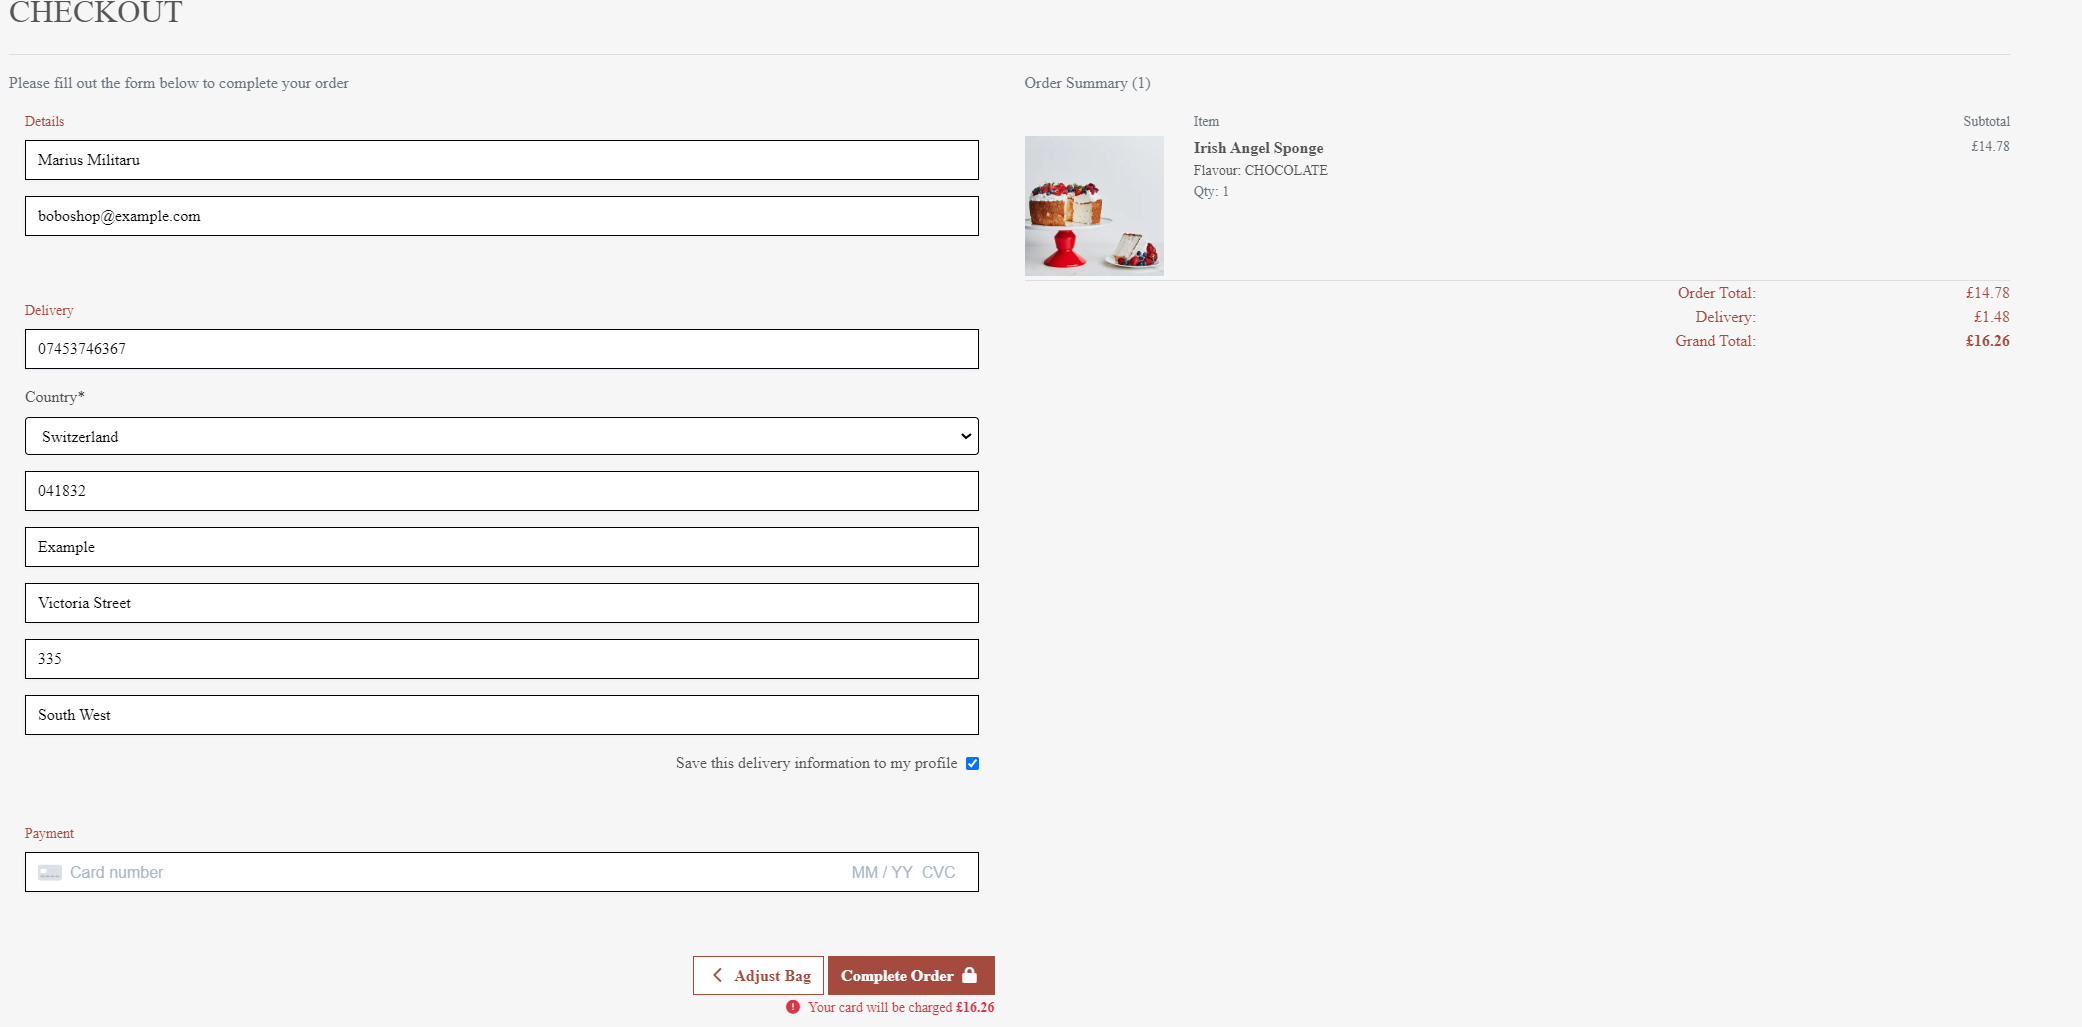 CHECKOUT
Please fill out the form below to complete your order
Details
Marius Militaru
boboshop@example.com
Delivery
07453746367
Country*
Switzerland
041832
Example
Victoria Street
335
South West
Save this delivery information to my profile
Payment
Card number MM / YY CVC
Adjust Bag Complete Order
Your card will be charged £16.26
Order Summary (1)
Item Subtotal
Irish Angel Sponge £14.78
Flavour: CHOCOLATE
Qty: 1
Order Total: £14.78
Delivery: £1.48
Grand Total: £16.26